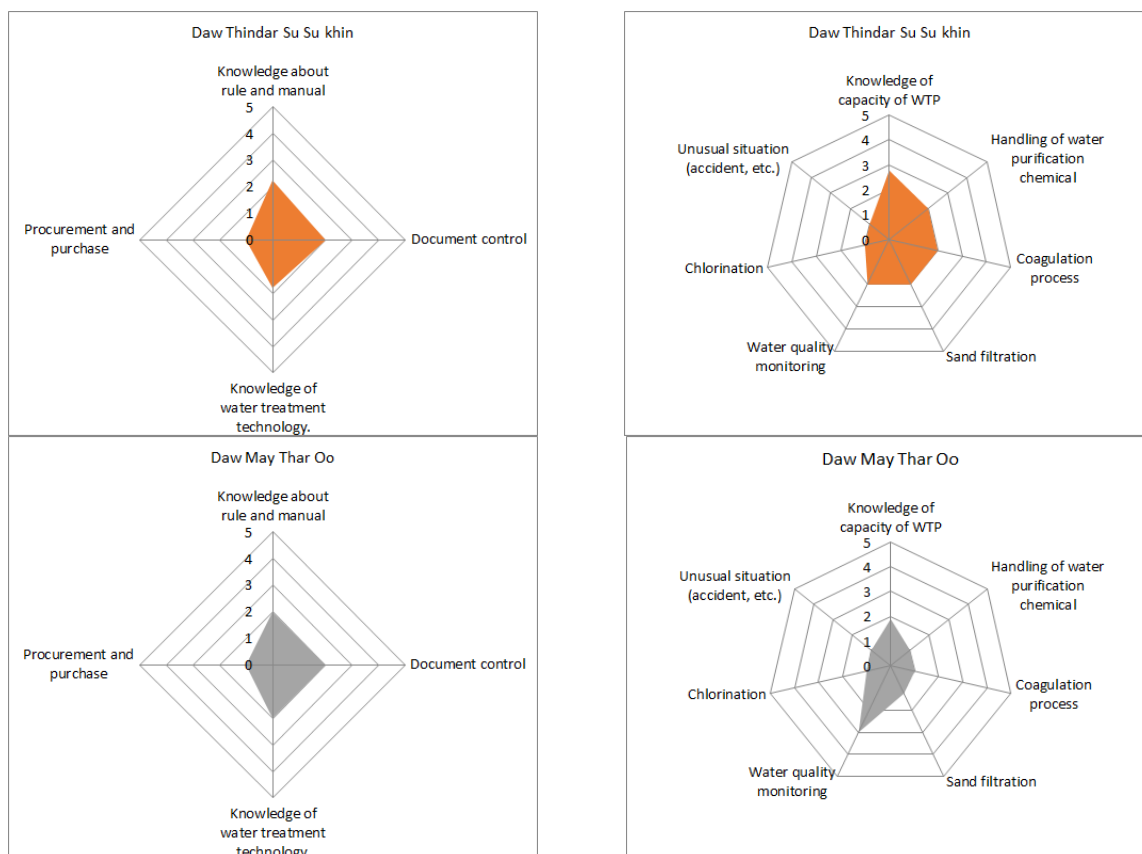 Daw Thindar Su Su khin
Knowledge about
rule and manual
5
4
3
2
1
0
Procurement and
purchase
Document control
Knowledge of
water treatment
technology.
Daw Thindar Su Su khin
Knowledge of
capacity of WTP
5
4
3
2
1
0
Unusual situation
(accident, etc.)
Handling of water
purification
chemical
Chlorination
Coagulation
process
Water quality
monitoring
Sand filtration
Daw May Thar Oo
Knowledge about
rule and manual
5
4
3
2
1
0
Procurement and
purchase
Document control
Knowledge of
water treatment
technology.
Daw May Thar Oo
Knowledge of
capacity of WTP
5
4
3
2
1
0
Unusual situation
(accident, etc.)
Handling of water
purification
chemical
Chlorination
Coagulation
process
Water quality
monitoring
Sand filtration